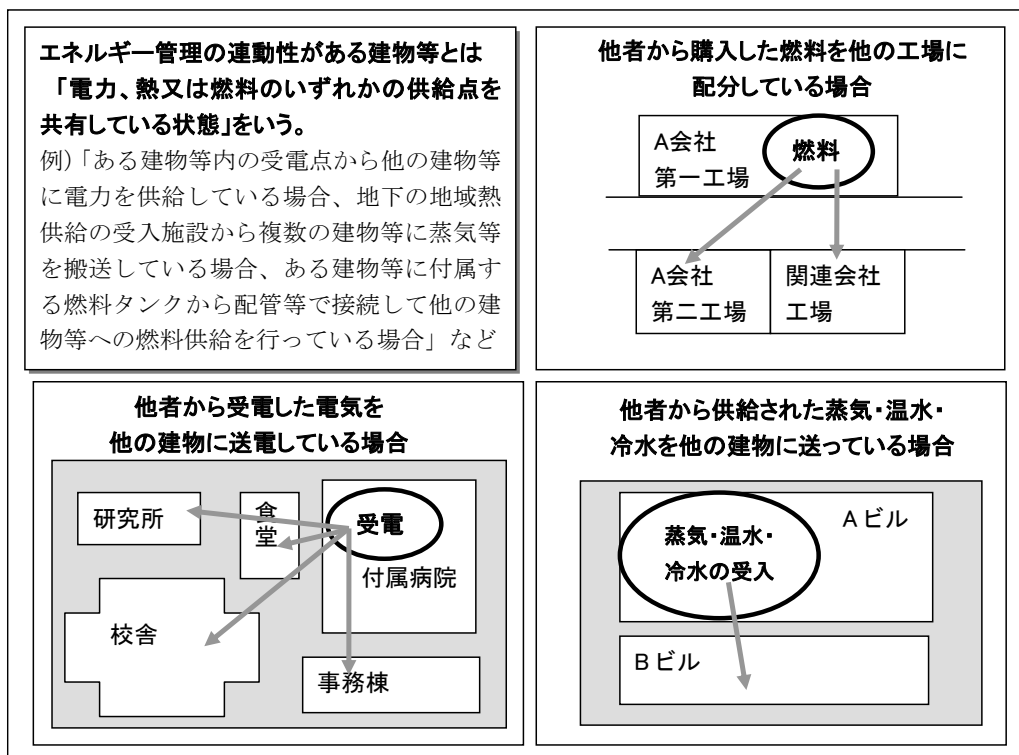 エネルギー管理の連動性がある建物等とは
「電力、熱又は燃料のいずれかの供給点を
共有している状態」をいう。
例)「ある建物等内の受電点から他の建物等
に電力を供給している場合、地下の地域熱
供給の受入施設から複数の建物等に蒸気等
を搬送している場合、ある建物等に付属す
る燃料タンクから配管等で接続して他の建
物等への燃料供給を行っている場合」など
他者から購入した燃料を他の工場に
配分している場合
A会社
第一工場
燃料
A会社
第二工場
関連会社
工場
他者から受電した電気を
他の建物に送電している場合
研究所
食
堂
受電
付属病院
校舎
事務棟
他者から供給された蒸気・温水・
冷水を他の建物に送っている場合
蒸気・温水・
冷水の受入
Aビル
Bビル